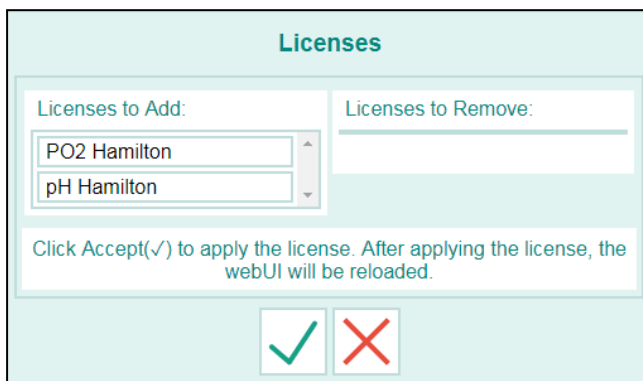 Licenses
Licenses to Add:
PO2 Hamilton
pH Hamilton
Licenses to Remove:
Click Accept(✓) to apply the license. After applying the license, the
webUI will be reloaded.